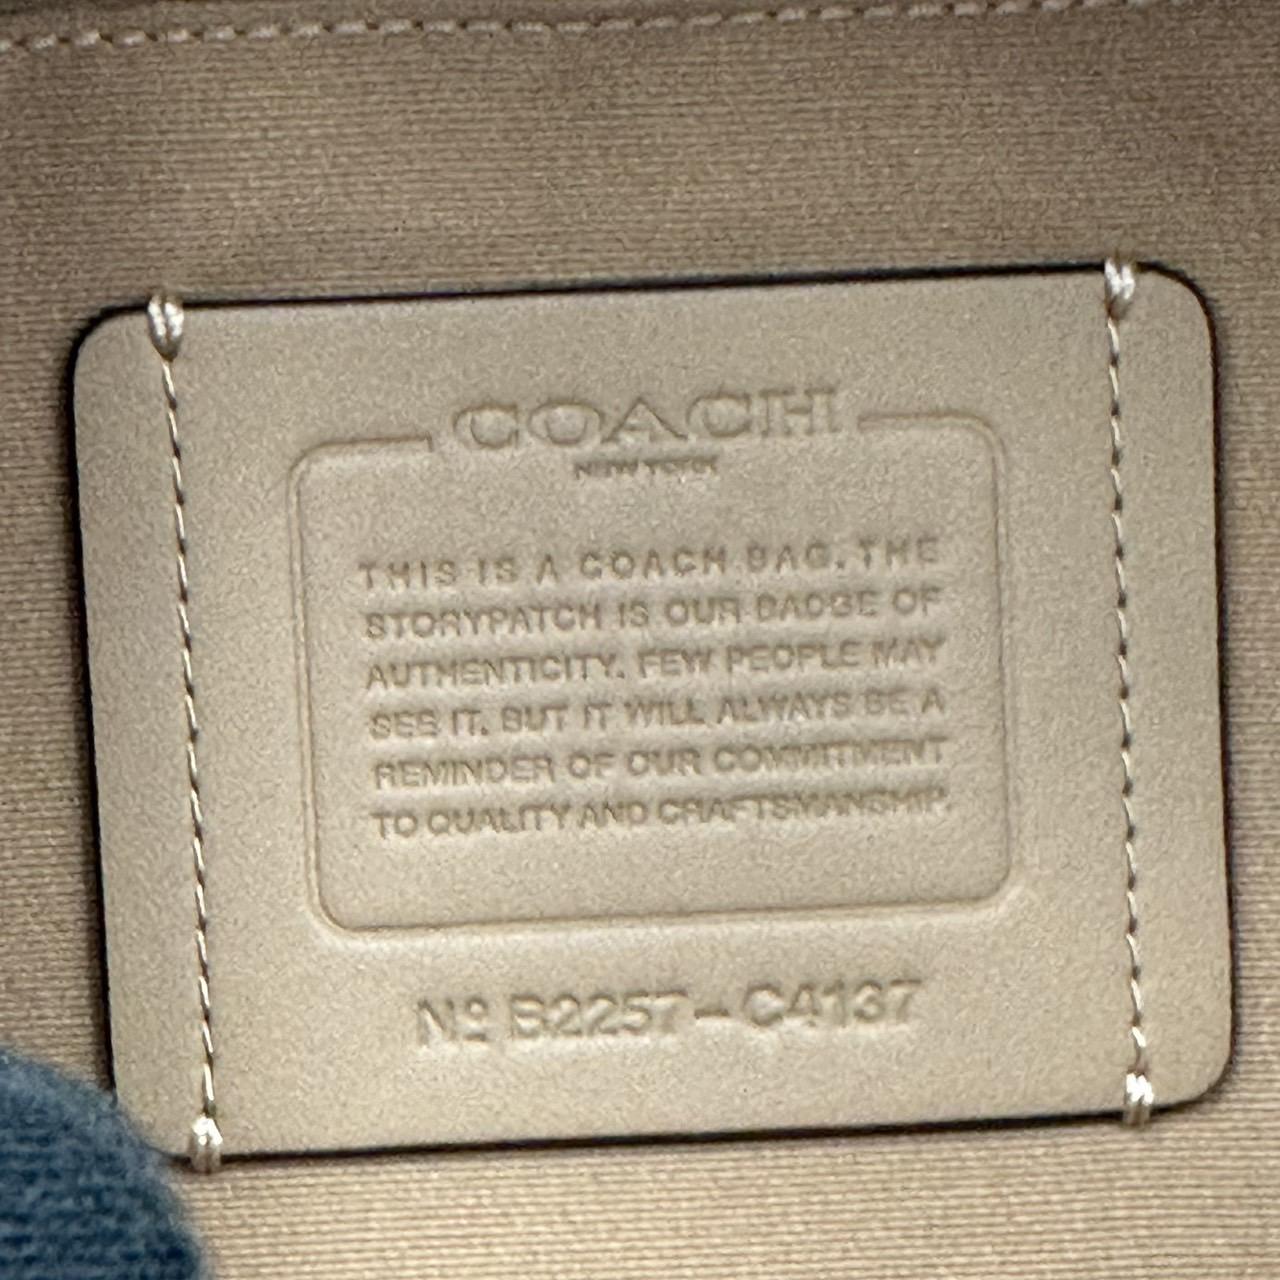 COACH
NEW YORK
THIS IS A COACH BAG. THE
STORYPATCH IS OUR BADGE OF
AUTHENTICITY. FEW PEOPLE MAY
SEE IT. BUT IT WILL ALWAYS BE A
REMINDER OF OUR COMMITMENT
TO QUALITY AND CRAFTSMANSHIP.
Nº B2257-C4137